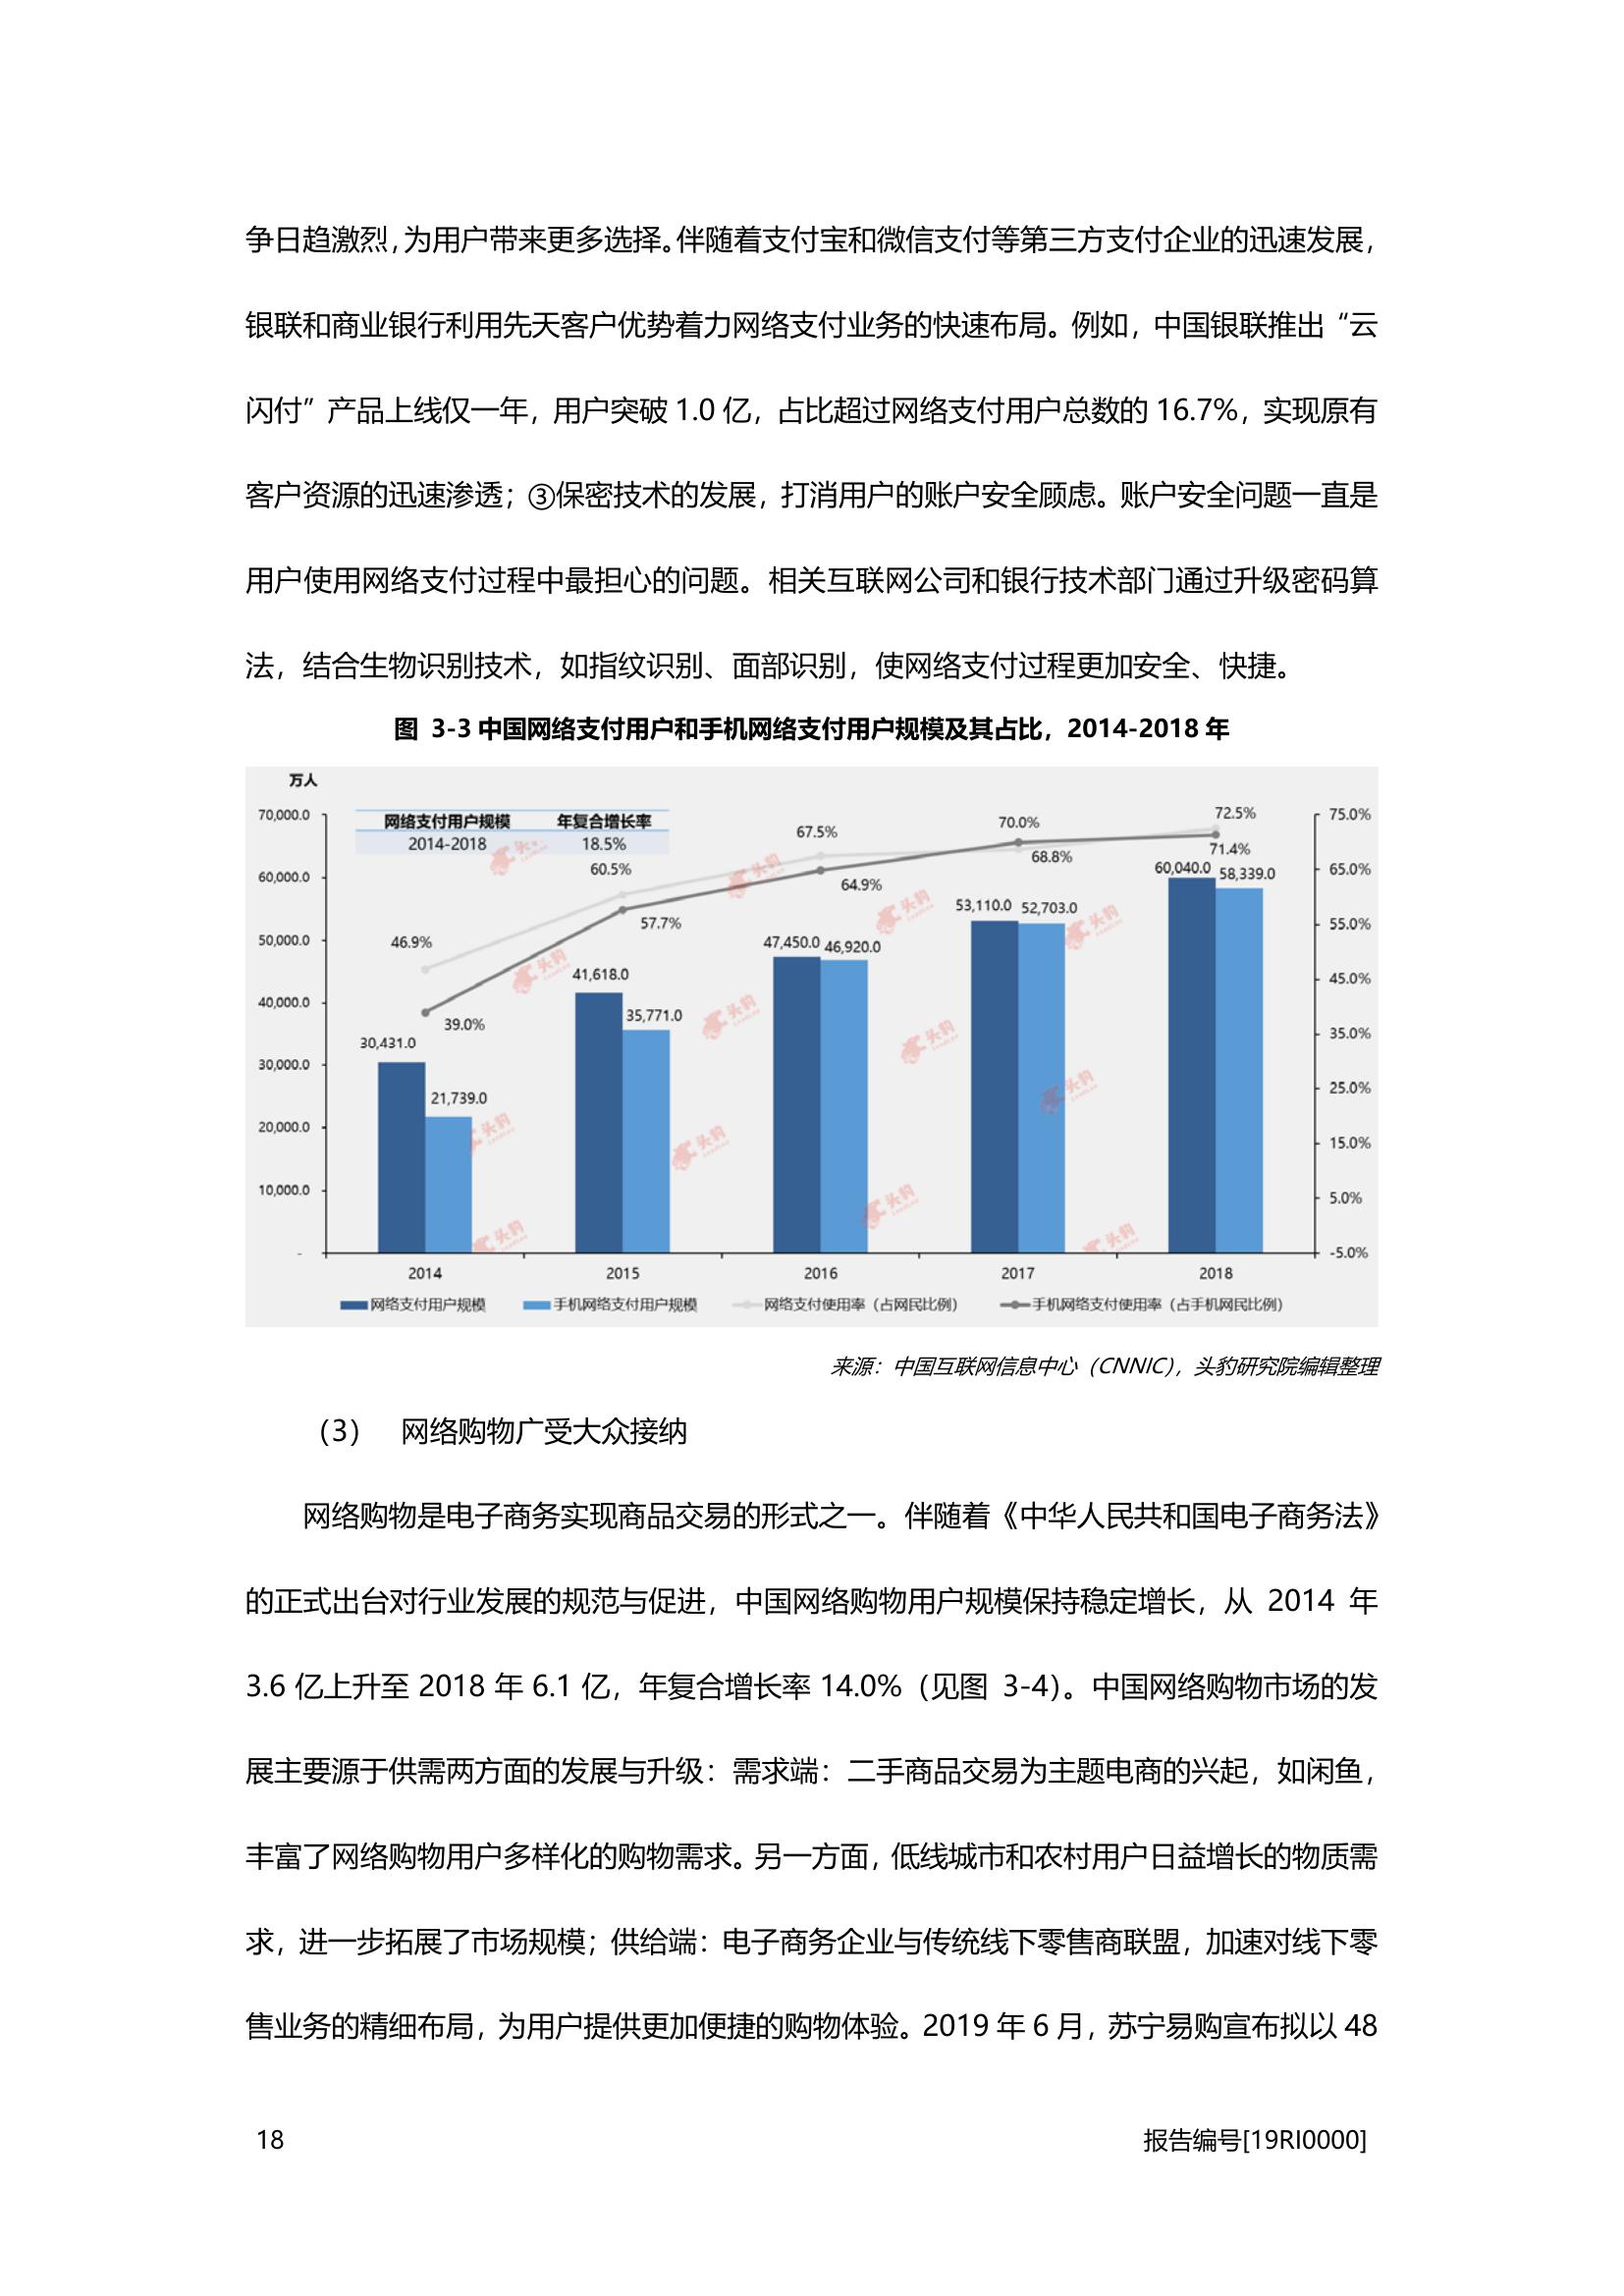 争日趋激烈，为用户带来更多选择。伴随着支付宝和微信支付等第三方支付企业的迅速发展，
银联和商业银行利用先天客户优势着力网络支付业务的快速布局。例如，中国银联推出“云
闪付”产品上线仅一年，用户突破 1.0 亿，占比超过网络支付用户总数的 16.7%，实现原有
客户资源的迅速渗透；③保密技术的发展，打消用户的账户安全顾虑。账户安全问题一直是
用户使用网络支付过程中最担心的问题。相关互联网公司和银行技术部门通过升级密码算
法，结合生物识别技术，如指纹识别、面部识别，使网络支付过程更加安全、快捷。
图 3-3 中国网络支付用户和手机网络支付用户规模及其占比，2014-2018 年
万人
网络支付用户规模 年复合增长率
2014-2018 18.5%
70,000.0
60,000.0
50,000.0
40,000.0
30,000.0
20,000.0
10,000.0
-
46.9% 60.5% 67.5% 68.8% 72.5%
39.0% 57.7% 64.9% 70.0% 71.4%
30,431.0 41,618.0 47,450.0 53,110.0 60,040.0
21,739.0 35,771.0 46,920.0 52,703.0 58,339.0
75.0%
65.0%
55.0%
45.0%
35.0%
25.0%
15.0%
5.0%
-5.0%
2014 2015 2016 2017 2018
网络支付用户规模 手机网络支付用户规模 网络支付使用率（占网民比例） 手机网络支付使用率（占手机网民比例）
头豹
头豹
头豹
头豹
头豹
头豹
头豹
头豹
头豹
头豹
头豹
头豹
头豹
来源：中国互联网信息中心（CNNIC），头豹研究院编辑整理
（3） 网络购物广受大众接纳
网络购物是电子商务实现商品交易的形式之一。伴随着《中华人民共和国电子商务法》
的正式出台对行业发展的规范与促进，中国网络购物用户规模保持稳定增长，从 2014 年
3.6 亿上升至 2018 年 6.1 亿，年复合增长率 14.0%（见图 3-4）。中国网络购物市场的发
展主要源于供需两方面的发展与升级：需求端：二手商品交易为主题电商的兴起，如闲鱼，
丰富了网络购物用户多样化的购物需求。另一方面，低线城市和农村用户日益增长的物质需
求，进一步拓展了市场规模；供给端：电子商务企业与传统线下零售商联盟，加速对线下零
售业务的精细布局，为用户提供更加便捷的购物体验。2019 年 6 月，苏宁易购宣布拟以 48
18 报告编号[19RI0000]